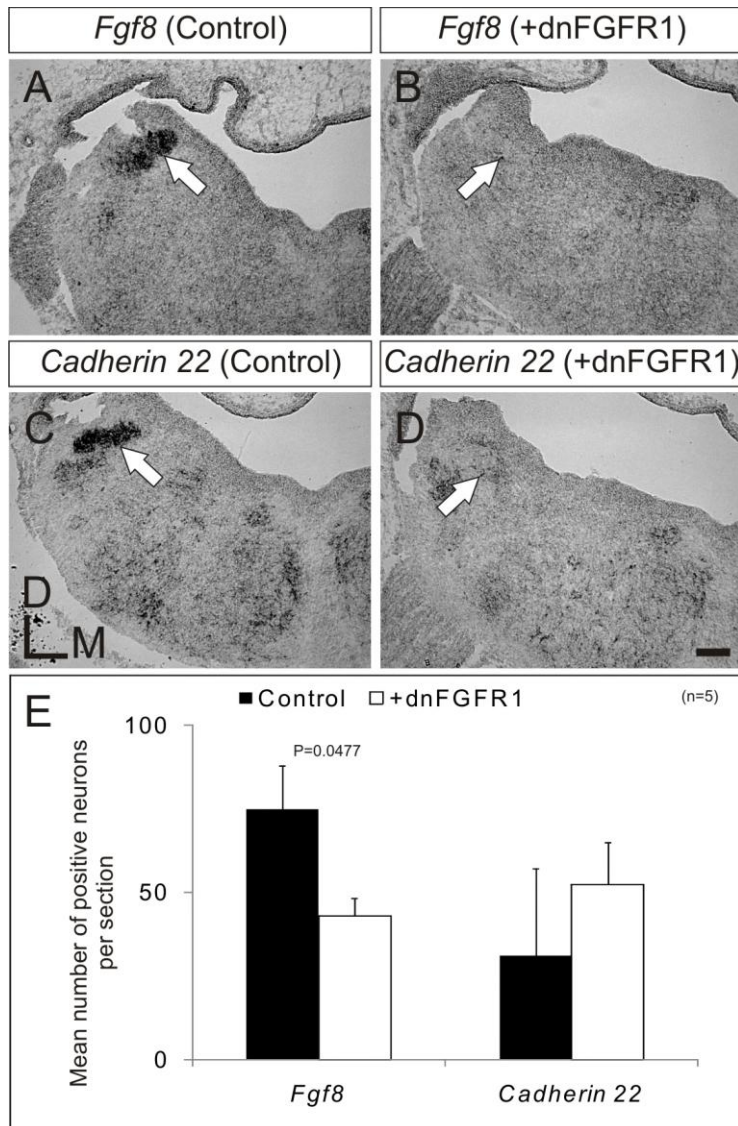 Fgf8 (Control)
Fgf8 (+dnFGFR1)
A
B
Cadherin 22 (Control)
Cadherin 22 (+dnFGFR1)
C
D
D
M
E
Control
+dnFGFR1
(n=5)
100
P=0.0477
50
0
Mean number of positive neurons
per section
Fgf8
Cadherin 22